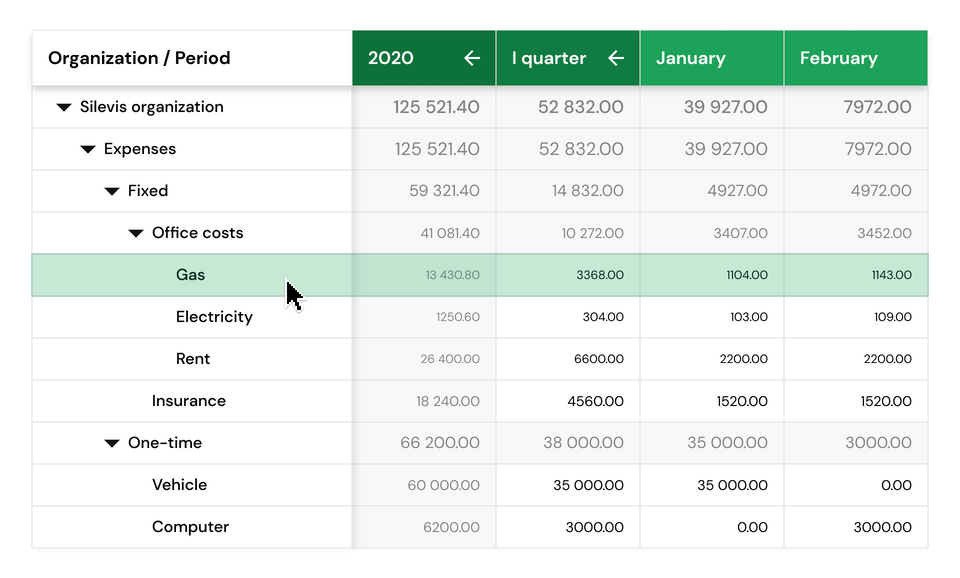 Organization / Period 2020 I quarter January February
Silevis organization 125 521.40 52 832.00 39 927.00 7972.00
Expenses 125 521.40 52 832.00 39 927.00 7972.00
Fixed 59 321.40 14 832.00 4927.00 4972.00
Office costs 41 081.40 10 272.00 3407.00 3452.00
Gas 13 430.80 3368.00 1104.00 1143.00
Electricity 1250.60 304.00 103.00 109.00
Rent 26 400.00 6600.00 2200.00 2200.00
Insurance 18 240.00 4560.00 1520.00 1520.00
One-time 66 200.00 38 000.00 35 000.00 3000.00
Vehicle 60 000.00 35 000.00 35 000.00 0.00
Computer 6200.00 3000.00 0.00 3000.00